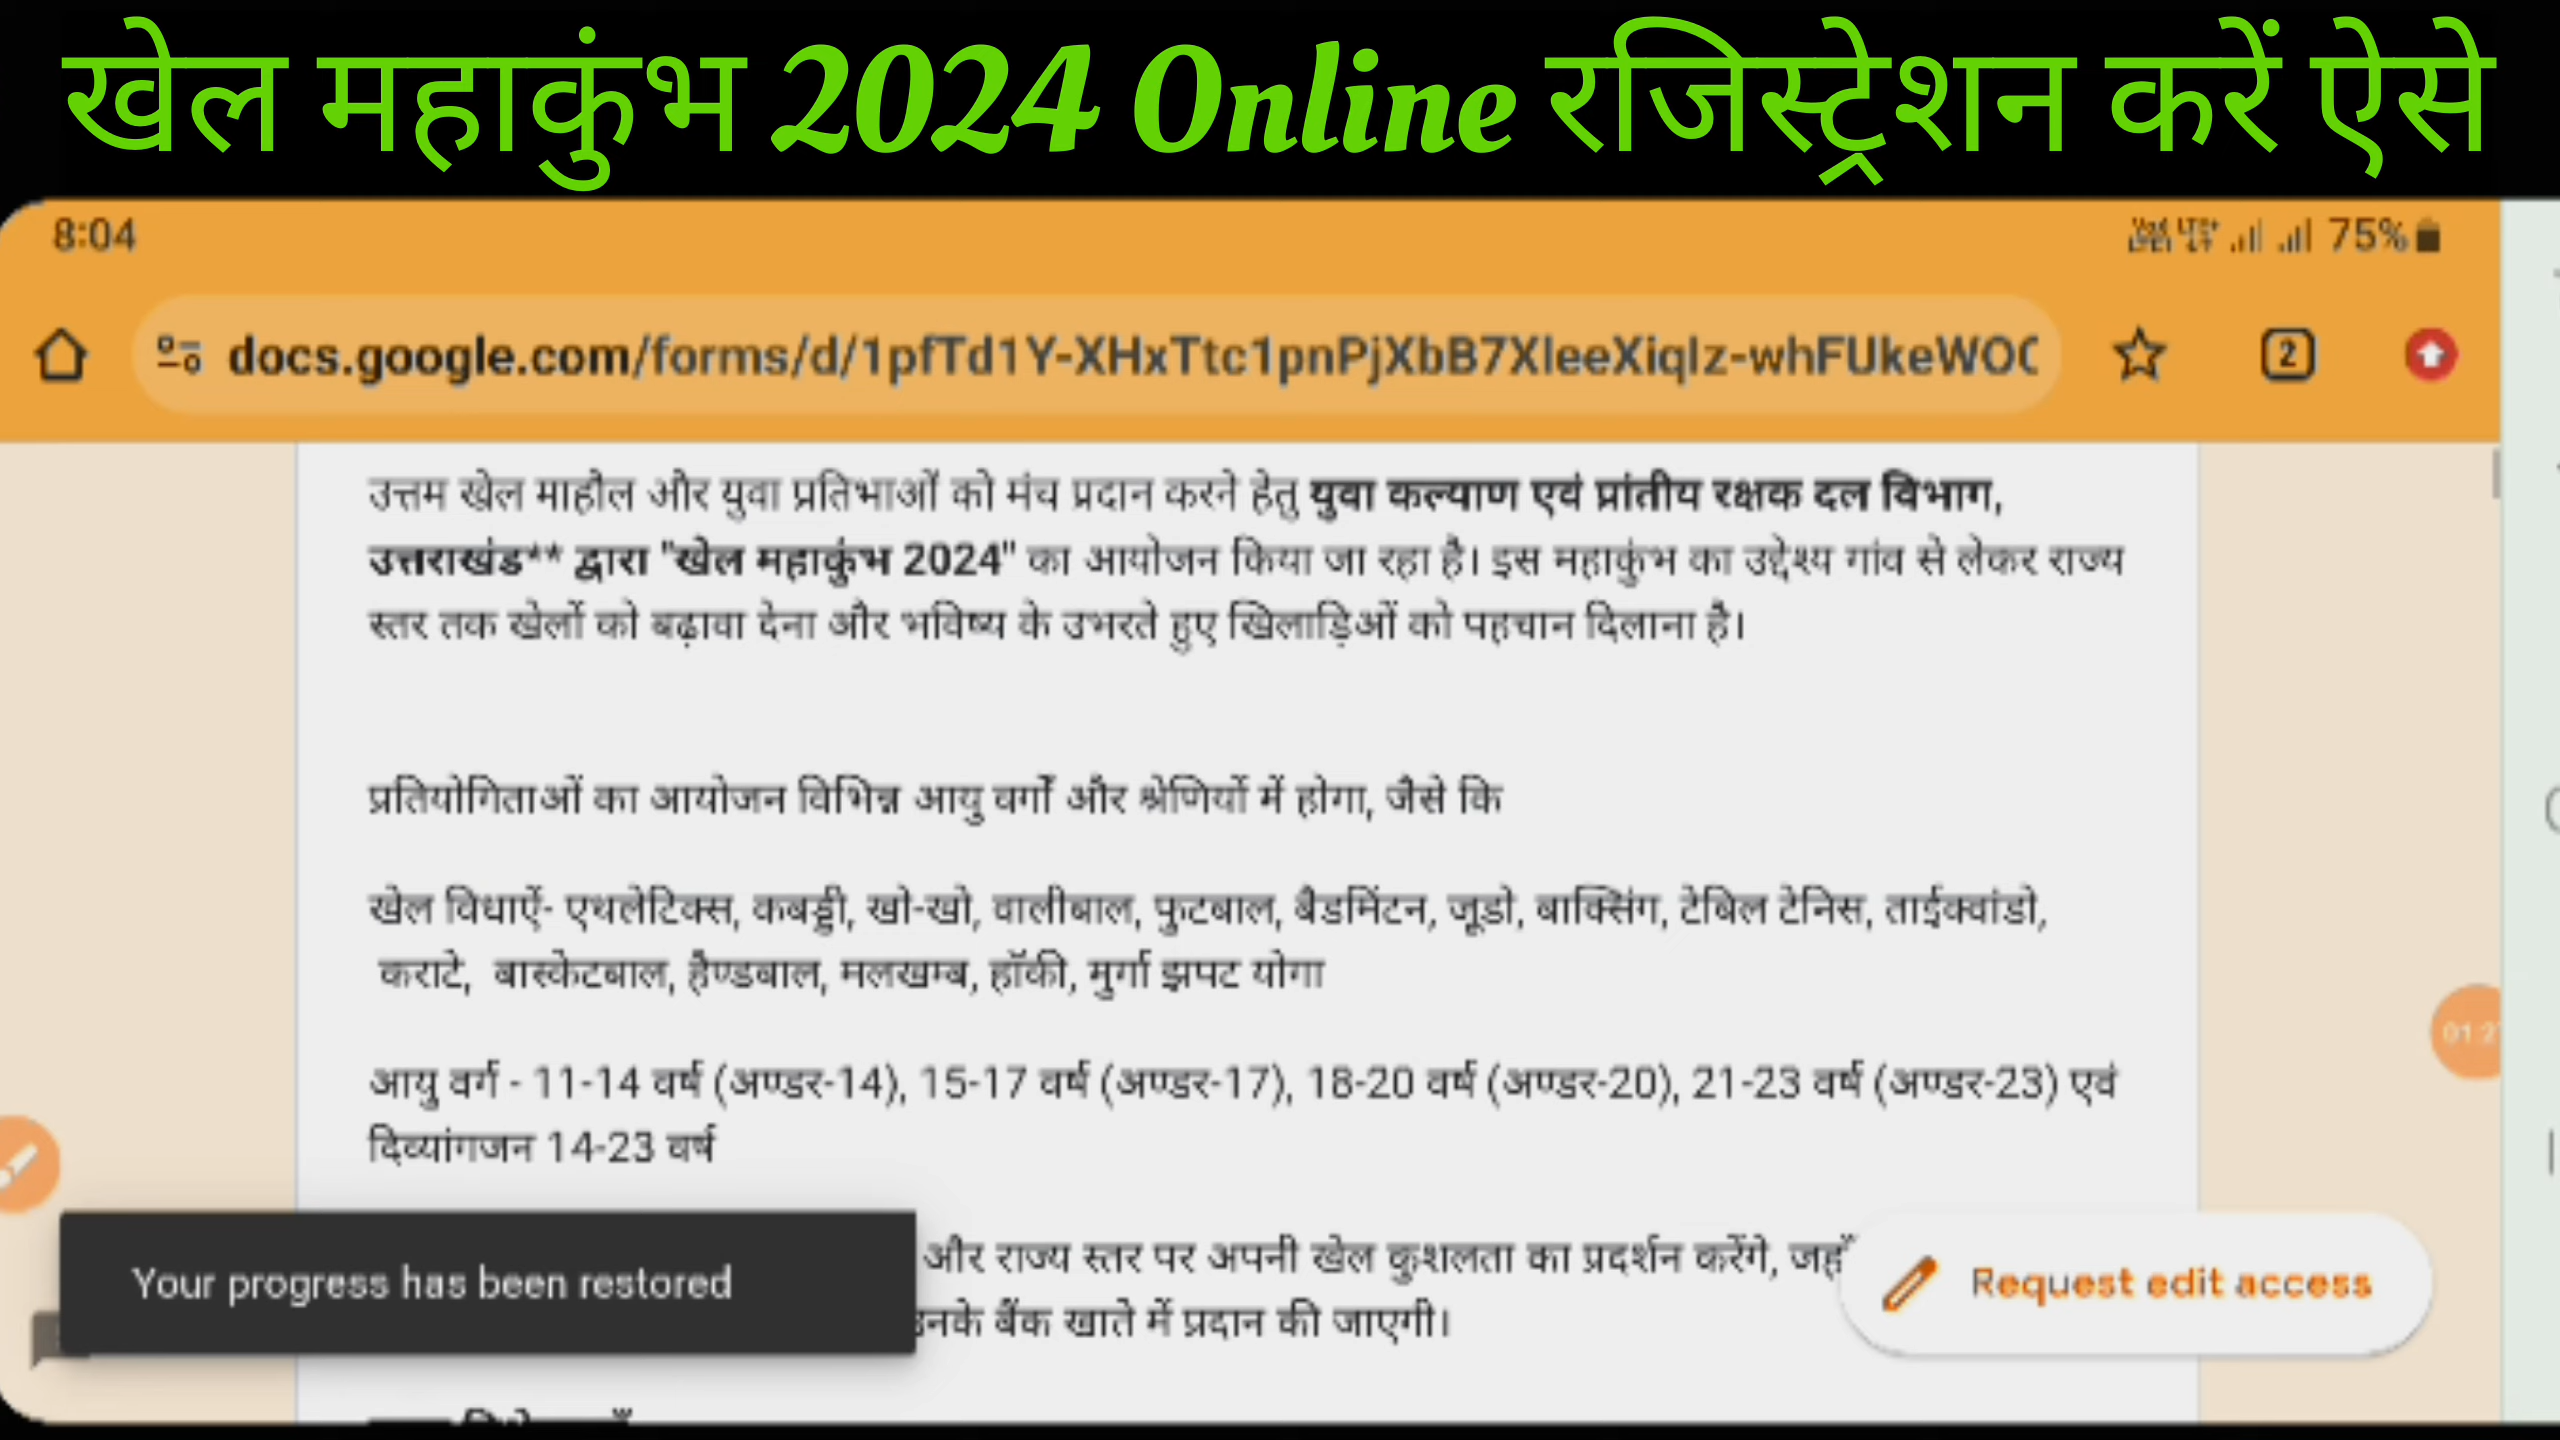 खेल महाकुंभ 2024 Online रजिस्ट्रेशन करें ऐसे
8:04
75%
docs.google.com/forms/d/1pfTd1Y-XHxTtc1pnPjXbB7XIeeXiqIz-whFUkeWOC
2
उत्तम खेल माहौल और युवा प्रतिभाओं को मंच प्रदान करने हेतु युवा कल्याण एवं प्रांतीय रक्षक दल विभाग,
उत्तराखंड** द्वारा "खेल महाकुंभ 2024" का आयोजन किया जा रहा है। इस महाकुंभ का उद्देश्य गांव से लेकर राज्य
स्तर तक खेलों को बढ़ावा देना और भविष्य के उभरते हुए खिलाड़िओं को पहचान दिलाना है।
प्रतियोगिताओं का आयोजन विभिन्न आयु वर्गों और श्रेणियों में होगा, जैसे कि
खेल विधाऐं- एथलेटिक्स, कबड्डी, खो-खो, वालीबाल, फुटबाल, बैडमिंटन, जूडो, बाक्सिंग, टेबिल टेनिस, ताईक्वांडो,
कराटे, बास्केटबाल, हैण्डबाल, मलखम्ब, हॉकी, मुर्गा झपट योगा
आयु वर्ग - 11-14 वर्ष (अण्डर-14), 15-17 वर्ष (अण्डर-17), 18-20 वर्ष (अण्डर-20), 21-23 वर्ष (अण्डर-23) एवं
दिव्यांगजन 14-23 वर्ष
और राज्य स्तर पर अपनी खेल कुशलता का प्रदर्शन करेंगे, जहाँ
उनके बैंक खाते में प्रदान की जाएगी।
Your progress has been restored
Request edit access